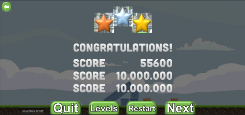 CONGRATULATIONS!
SCORE 55600
SCORE 10.000.000
SCORE 10.000.000
Quit Levels Restart Next